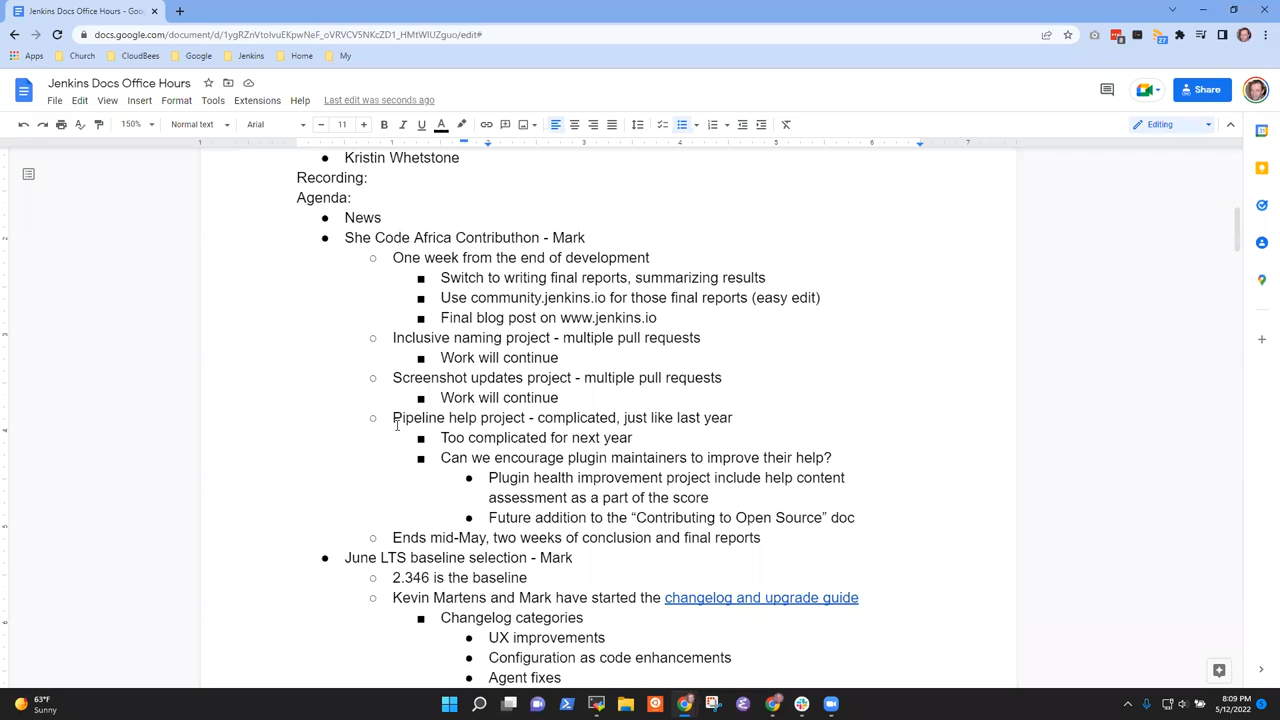 Jenkins Docs Office Hours - Goo
docs.google.com/document/d/1ygRZnVtoIvuEKpwNeF_oVRVCV5NKcZD1_HMtWIUZguo/edit#
Apps
Church
CloudBees
Google
Jenkins
Home
My
Jenkins Docs Office Hours
File Edit View Insert Format Tools Extensions Help Last edit was seconds ago
Share
150% Normal text Arial 11
Editing
1 1 2 3 4 5 6 7
● Kristin Whetstone
Recording:
Agenda:
● News
● She Code Africa Contributhon - Mark
○ One week from the end of development
■ Switch to writing final reports, summarizing results
■ Use community.jenkins.io for those final reports (easy edit)
■ Final blog post on www.jenkins.io
○ Inclusive naming project - multiple pull requests
■ Work will continue
○ Screenshot updates project - multiple pull requests
■ Work will continue
○ Pipeline help project - complicated, just like last year
■ Too complicated for next year
■ Can we encourage plugin maintainers to improve their help?
● Plugin health improvement project include help content
assessment as a part of the score
● Future addition to the “Contributing to Open Source” doc
○ Ends mid-May, two weeks of conclusion and final reports
● June LTS baseline selection - Mark
○ 2.346 is the baseline
○ Kevin Martens and Mark have started the changelog and upgrade guide
■ Changelog categories
● UX improvements
● Configuration as code enhancements
● Agent fixes
63°F
Sunny
8:09 PM
5/12/2022